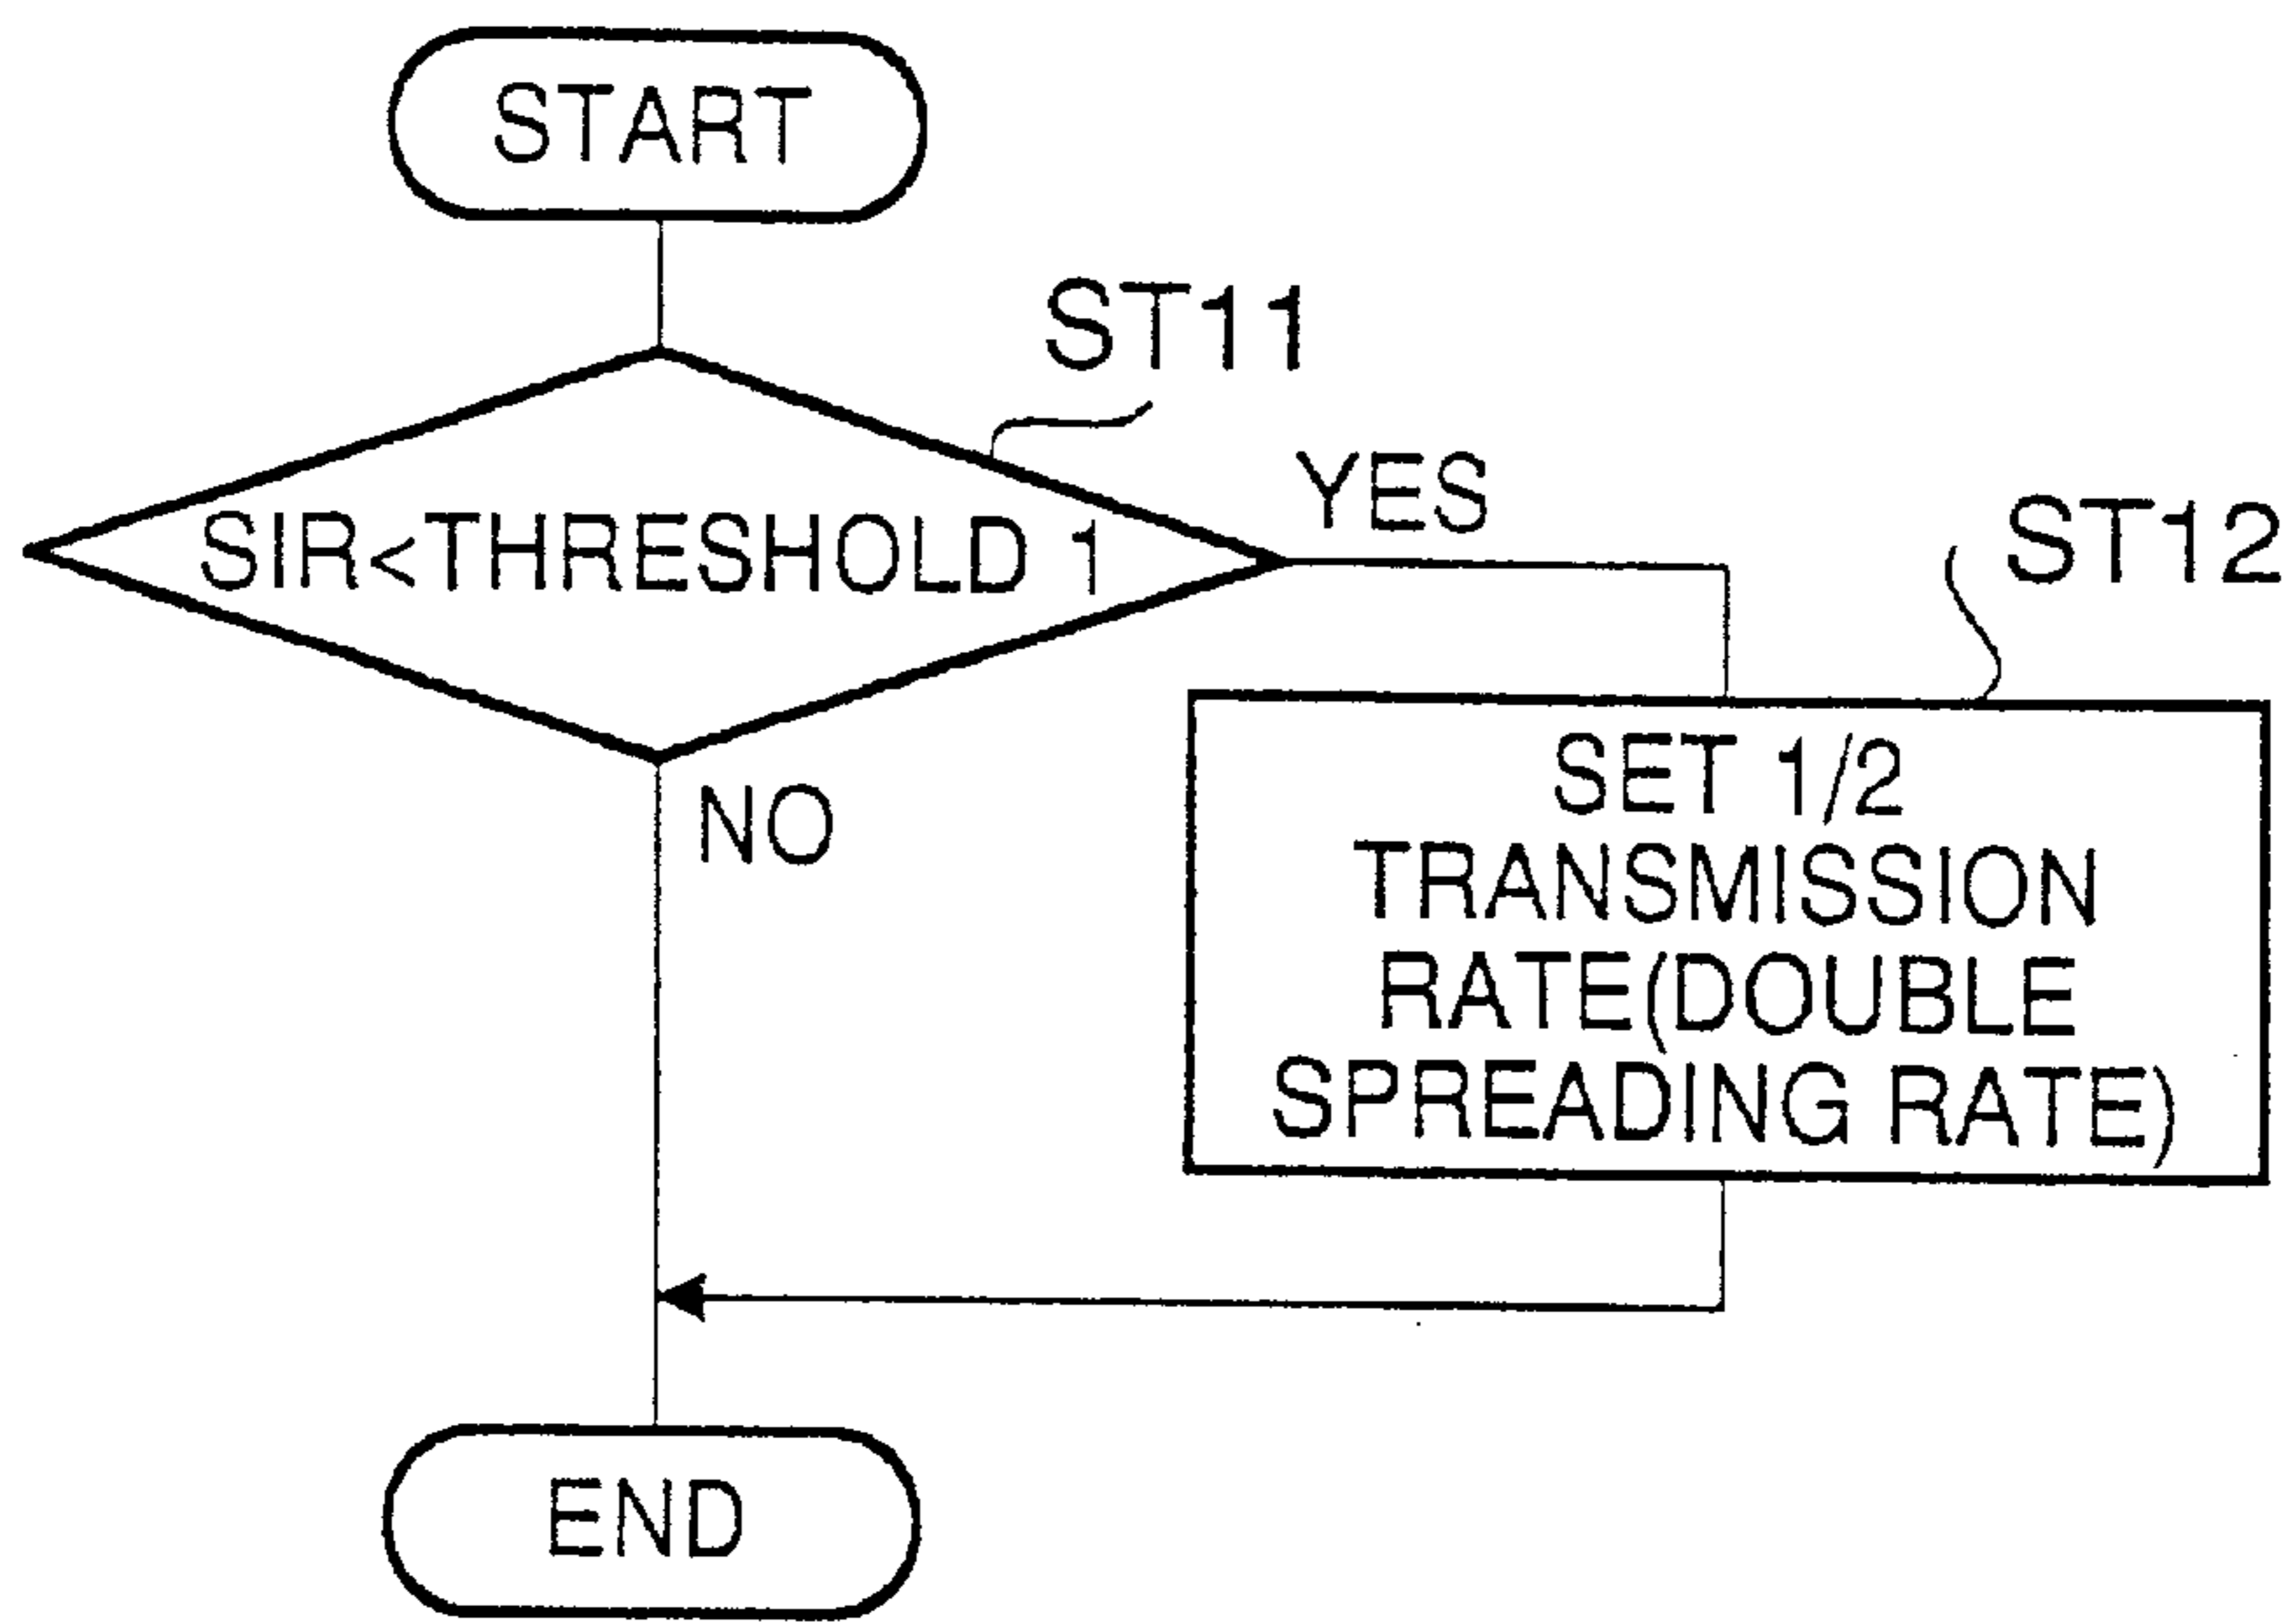 START
ST11
SIR<THRESHOLD 1
YES
ST12
NO
SET 1/2
TRANSMISSION
RATE(DOUBLE
SPREADING RATE)
END